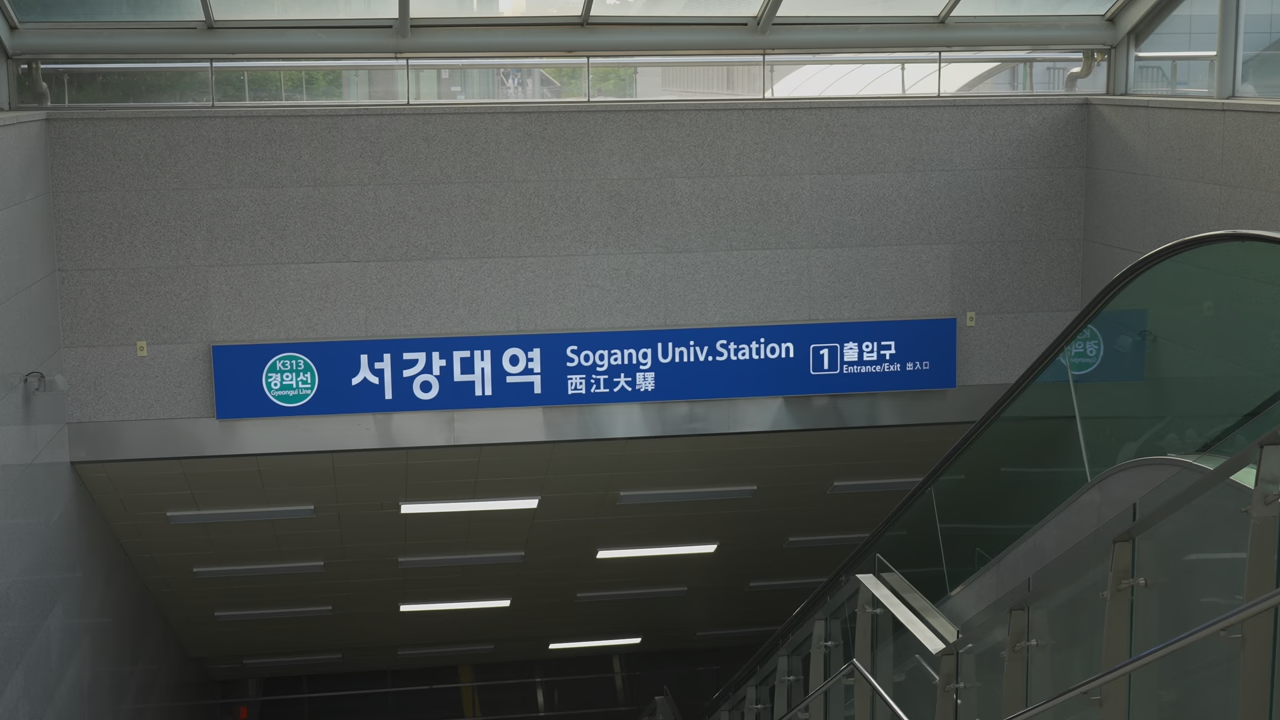 K313
경의선
Gyeongui Line
서강대역
Sogang Univ. Station
西江大驛
1 출입구
Entrance/Exit 出入口